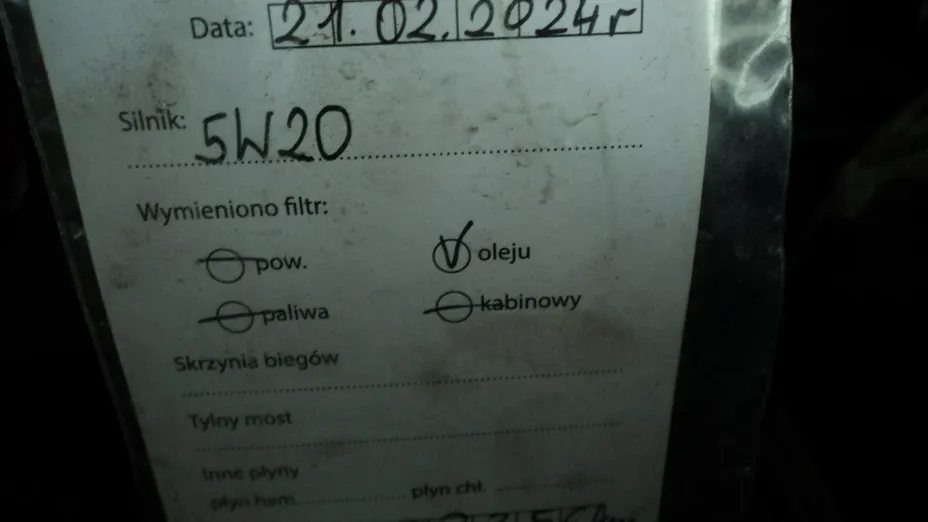 Data: 21.02.2024r
Silnik: 5W20
Wymieniono filtr:
pow. oleju
paliwa kabinowy
Skrzynia biegów
Tylny most
Inne płyny
płyn ham. płyn chł.